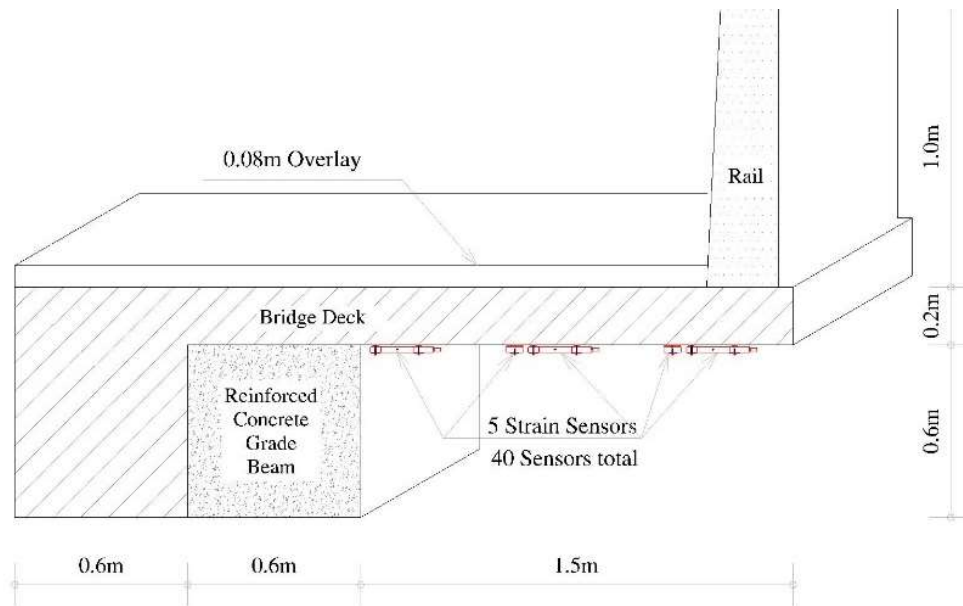 0.08m Overlay
Rail
1.0m
Bridge Deck
0.2m
Reinforced
Concrete
Grade
Beam
5 Strain Sensors
40 Sensors total
0.6m
0.6m
0.6m
1.5m